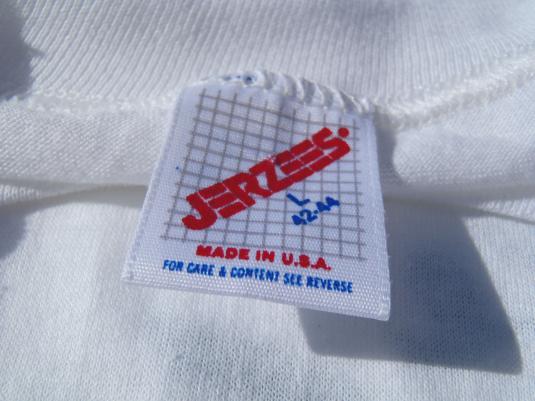 JERZEES
L
42-44
MADE IN U.S.A.
FOR CARE & CONTENT SEE REVERSE